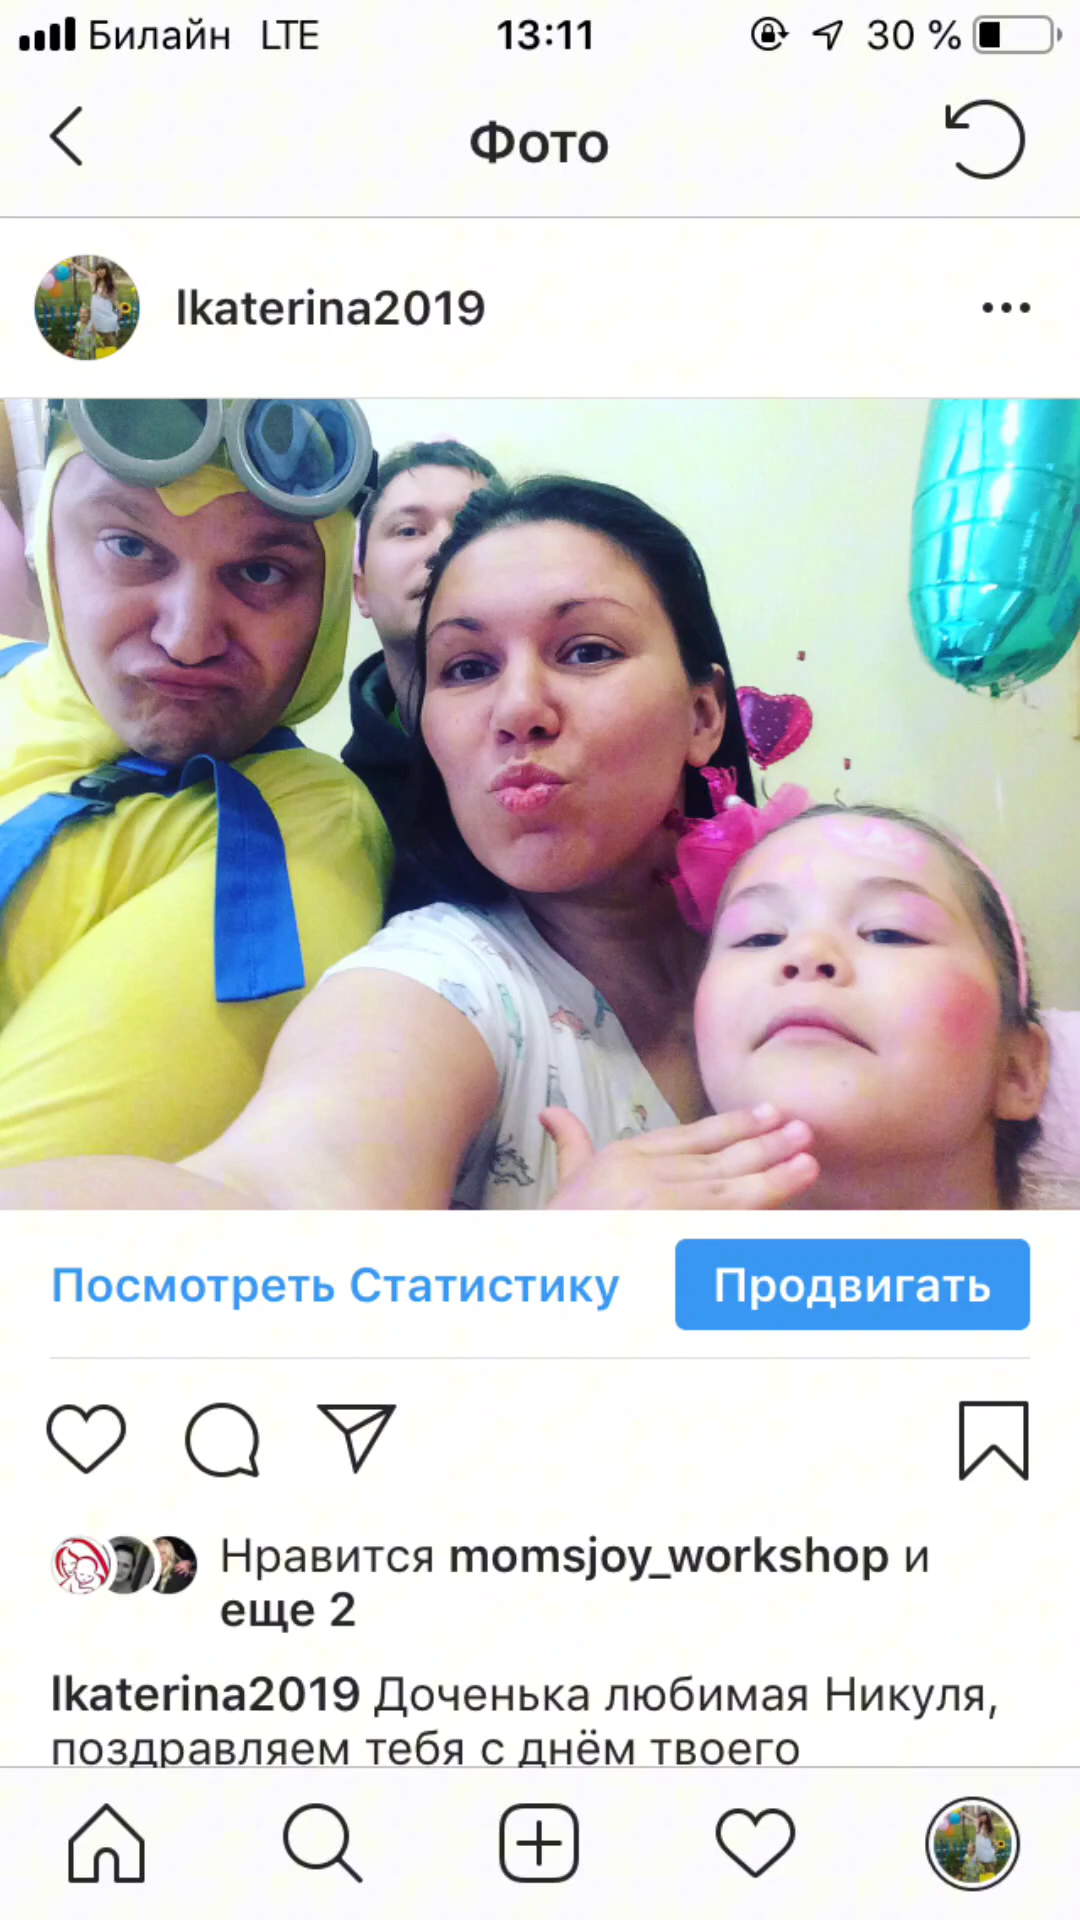 Билайн LTE 13:11 30 %
Фото
lkaterina2019
Посмотреть Статистику
Продвигать
Нравится momsjoy_workshop и
еще 2
lkaterina2019 Доченька любимая Никуля,
поздравляем тебя с днём твоего